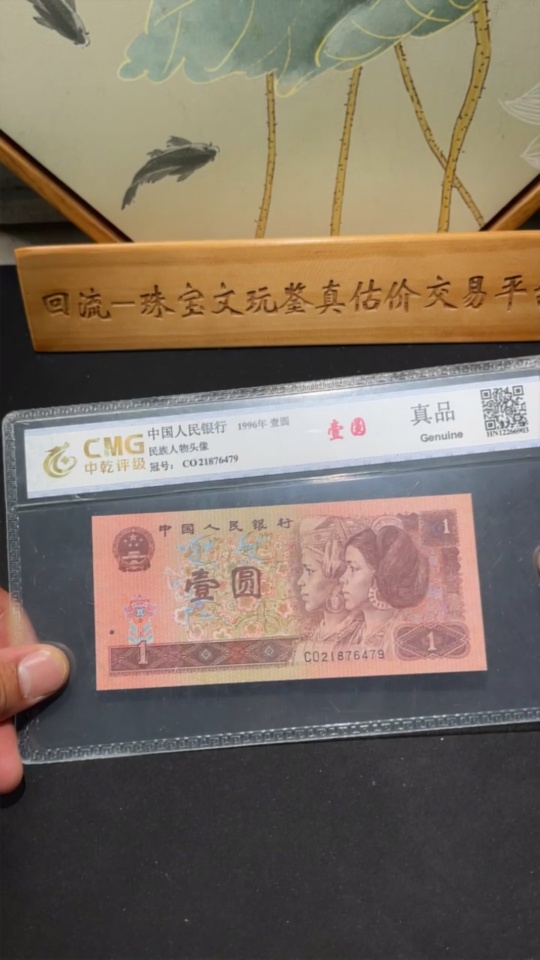 回流一珠宝文玩鉴真估价交易平台
CMG
中乾评级
中国人民银行 1996年 壹圆
民族人物头像
冠号: CO21876479
壹圆
真品
Genuine
HN12266903
中国人民银行
1
壹圆
1
CO21876479
1